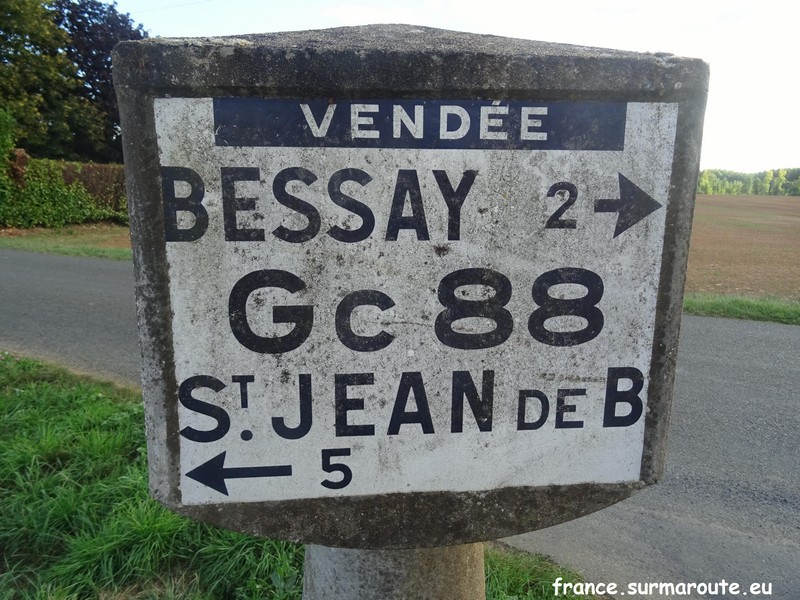 VENDÉE
BESSAY 2 →
GC 88
ST. JEAN DE B
← 5
france.surmaroute.eu